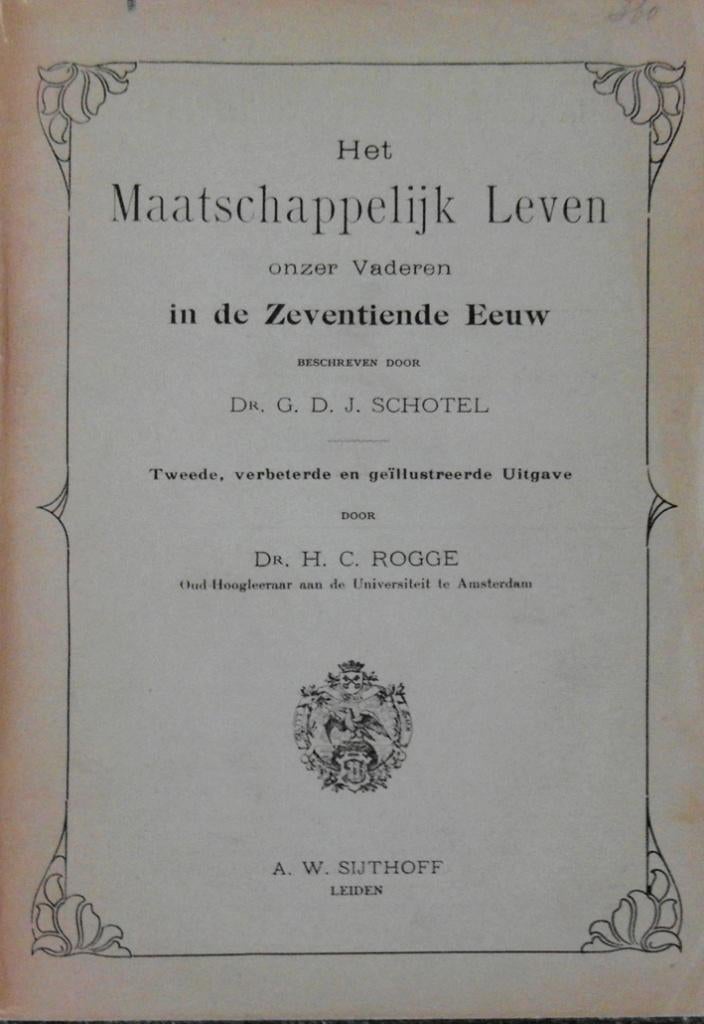 Het
Maatschappelijk Leven
onzer Vaderen
in de Zeventiende Eeuw
BESCHREVEN DOOR
DR. G. D. J. SCHOTEL
Tweede, verbeterde en geïllustreerde Uitgave
DOOR
DR. H. C. ROGGE
Oud-Hoogleeraar aan de Universiteit te Amsterdam
A. W. SIJTHOFF
LEIDEN